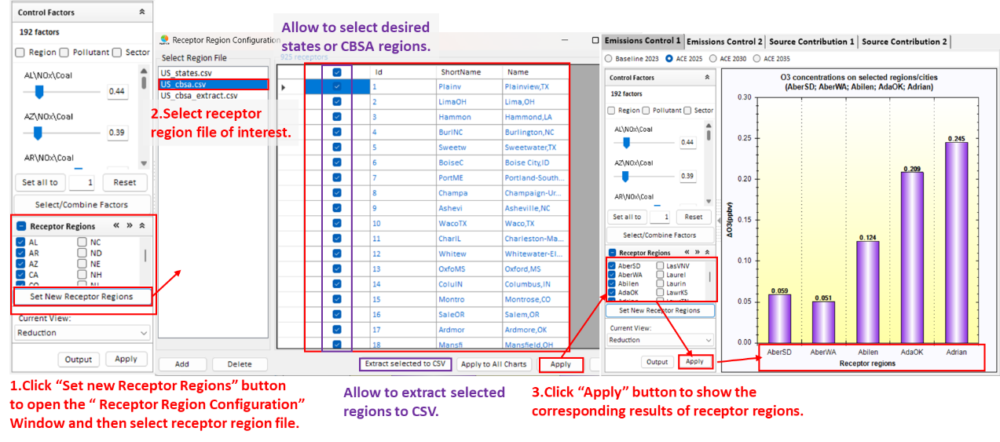 Control Factors
192 factors
Region Pollutant Sector
AL\NOx\Coal
0.44
AZ\NOx\Coal
0.39
AR\NOx\Coal
Set all to 1 Reset
Select/Combine Factors
Receptor Regions « »
AL NC
AR ND
AZ NE
CA NH
CO NJ
Set New Receptor Regions
Current View:
Reduction
Output Apply
1.Click “Set new Receptor Regions” button
to open the “ Receptor Region Configuration”
Window and then select receptor region file.
Receptor Region Configuration
Allow to select desired
states or CBSA regions.
Select Region File
925 receptors
US_states.csv
US_cbsa.csv
US_cbsa_extract.csv
2.Select receptor
region file of interest.
Id ShortName Name
1 Plainv Plainview,TX
2 LimaOH Lima,OH
3 Hammon Hammond,LA
4 BurlNC Burlington,NC
5 Sweetw Sweetwater,TX
6 BoiseC Boise City,ID
7 PortME Portland-South...
8 Champa Champaign-Ur...
9 Ashevi Asheville,NC
10 WacoTX Waco,TX
11 CharIL Charleston-Ma...
12 Whitew Whitewater-El...
13 OxfoMS Oxford,MS
14 ColuIN Columbus,IN
15 Montro Montrose,CO
16 SaleOR Salem,OR
17 Ardmor Ardmore,OK
18 Mansfi Mansfield,OH
Add Delete
Extract selected to CSV Apply to All Charts Apply
Allow to extract selected
regions to CSV.
Emissions Control 1 Emissions Control 2 Source Contribution 1 Source Contribution 2
Baseline 2023 ACE 2025 ACE 2030 ACE 2035
Control Factors
192 factors
Region Pollutant Sector
AL\NOx\Coal
0.44
AZ\NOx\Coal
0.39
AR\NOx\Coal
Set all to 1 Reset
Select/Combine Factors
Receptor Regions « »
AberSD LasVNV
AberWA Laurel
Abilen Laurin
AdaOK LawrKS
Adrian LawrTN
Set New Receptor Regions
Current View:
Reduction
Output Apply
O3 concentrations on selected regions/cities
(AberSD; AberWA; Abilen; AdaOK; Adrian)
ΔO3(ppbv)
0.30
0.25
0.20
0.15
0.10
0.05
0.00
0.059
0.051
0.124
0.209
0.245
AberSD AberWA Abilen AdaOK Adrian
Receptor regions
3.Click “Apply” button to show the
corresponding results of receptor regions.